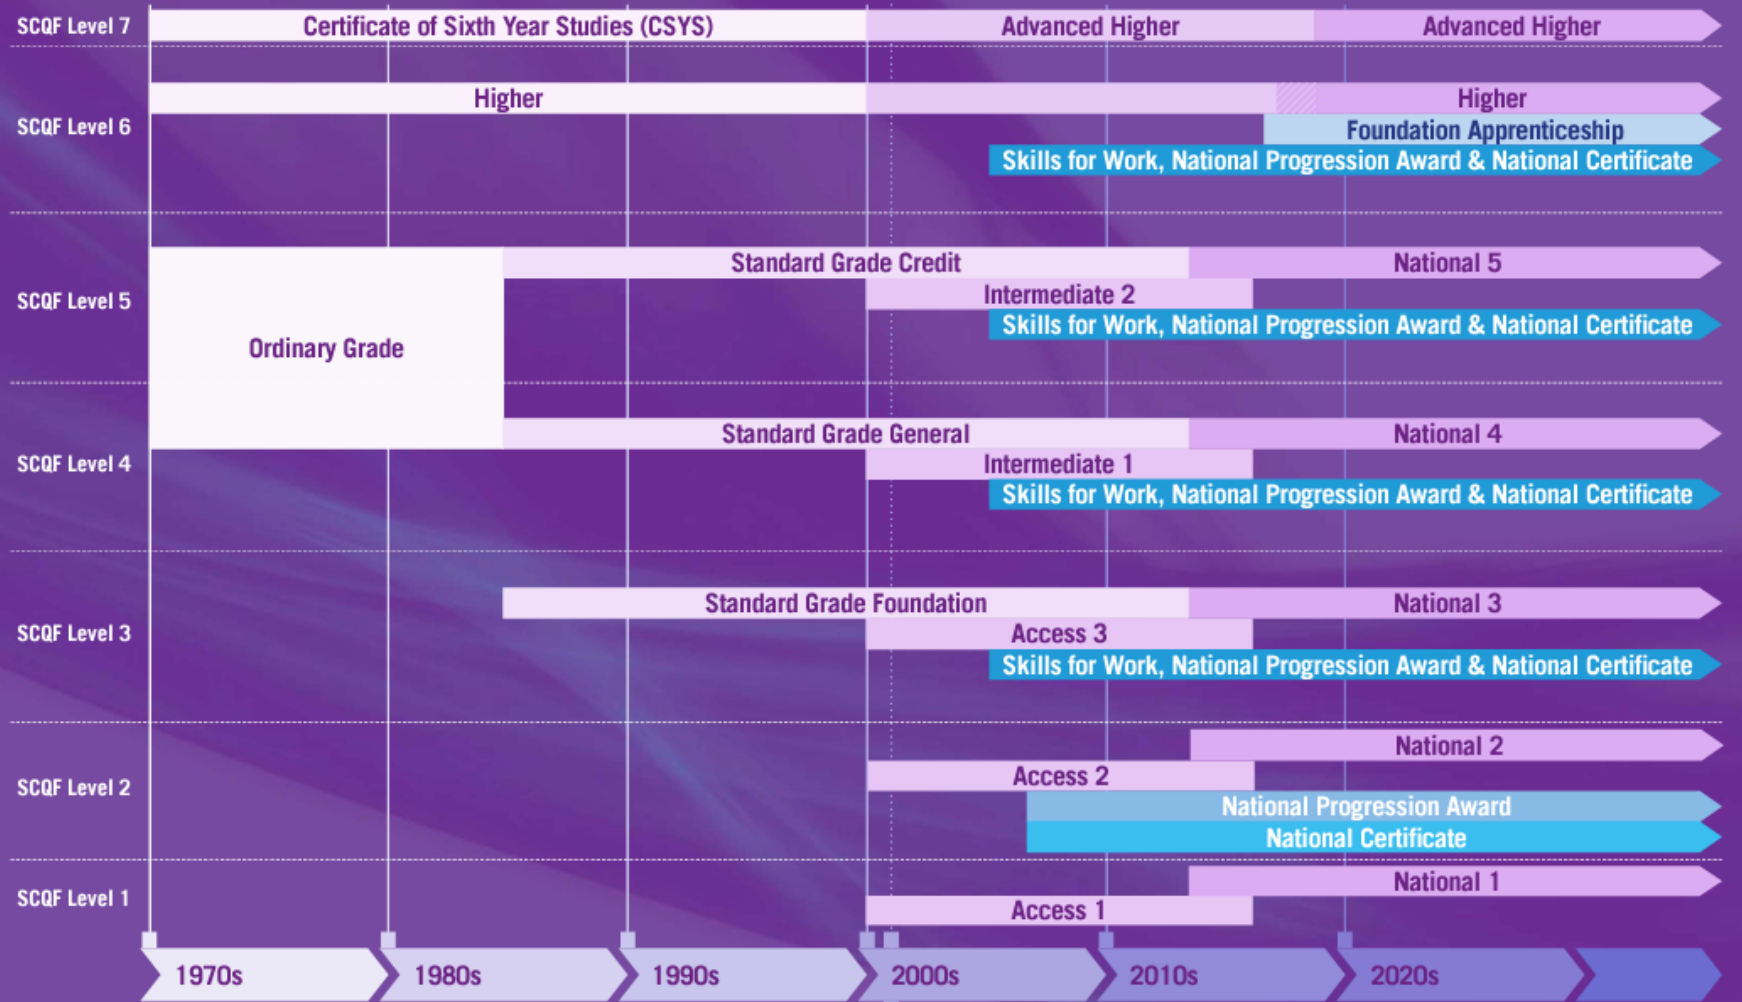 SCQF Level 7
Certificate of Sixth Year Studies (CSYS)
Advanced Higher
Advanced Higher
SCQF Level 6
Higher
Higher
Foundation Apprenticeship
Skills for Work, National Progression Award & National Certificate
SCQF Level 5
Ordinary Grade
Standard Grade Credit
National 5
Intermediate 2
Skills for Work, National Progression Award & National Certificate
SCQF Level 4
Standard Grade General
National 4
Intermediate 1
Skills for Work, National Progression Award & National Certificate
SCQF Level 3
Standard Grade Foundation
National 3
Access 3
Skills for Work, National Progression Award & National Certificate
SCQF Level 2
National 2
Access 2
National Progression Award
National Certificate
SCQF Level 1
National 1
Access 1
1970s
1980s
1990s
2000s
2010s
2020s